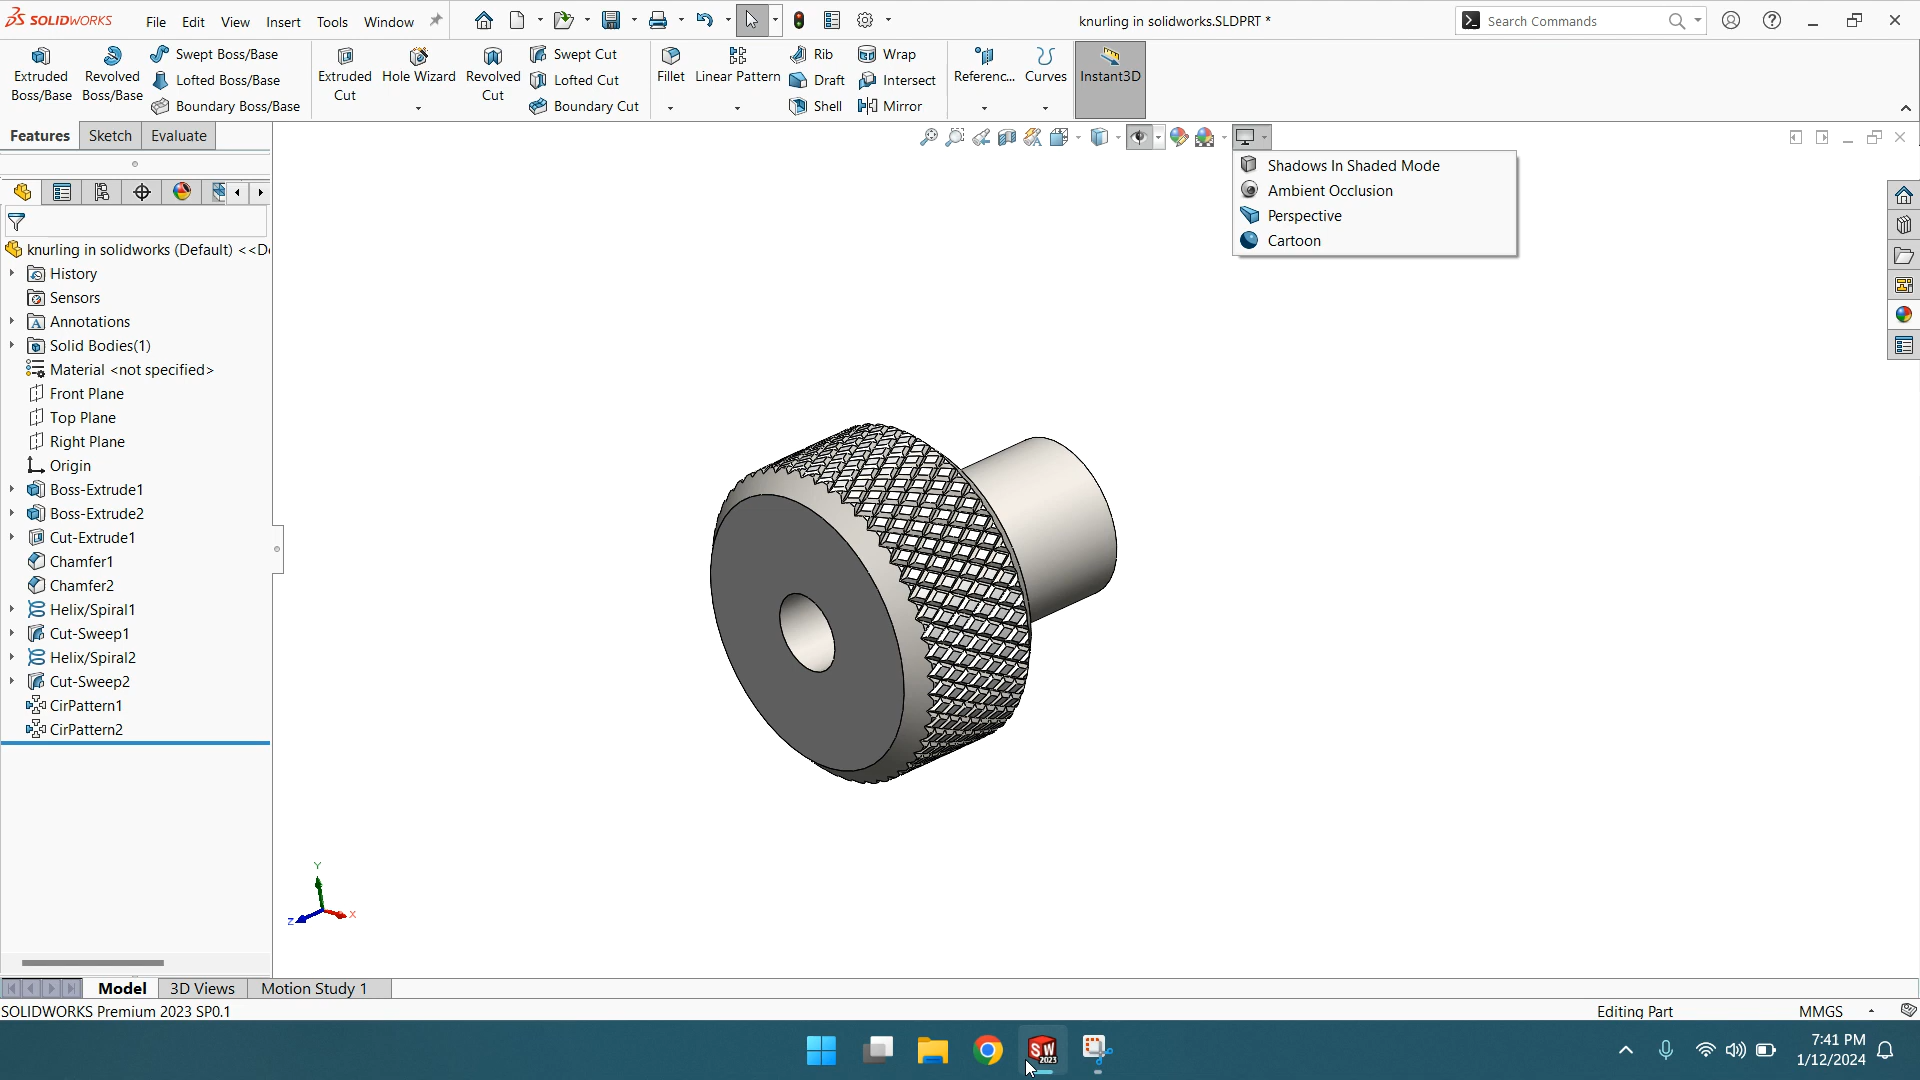 SOLIDWORKS File Edit View Insert Tools Window knurling in solidworks.SLDPRT * Search Commands
Extruded Boss/Base
Revolved Boss/Base
Swept Boss/Base
Lofted Boss/Base
Boundary Boss/Base
Extruded Cut
Hole Wizard
Revolved Cut
Swept Cut
Lofted Cut
Boundary Cut
Fillet
Linear Pattern
Rib
Draft
Shell
Wrap
Intersect
Mirror
Referenc...
Curves
Instant3D
Features Sketch Evaluate
Shadows In Shaded Mode
Ambient Occlusion
Perspective
Cartoon
knurling in solidworks (Default) <<D
History
Sensors
Annotations
Solid Bodies(1)
Material <not specified>
Front Plane
Top Plane
Right Plane
Origin
Boss-Extrude1
Boss-Extrude2
Cut-Extrude1
Chamfer1
Chamfer2
Helix/Spiral1
Cut-Sweep1
Helix/Spiral2
Cut-Sweep2
CirPattern1
CirPattern2
Y
Z X
Model 3D Views Motion Study 1
SOLIDWORKS Premium 2023 SP0.1 Editing Part MMGS
SW 2023
7:41 PM
1/12/2024